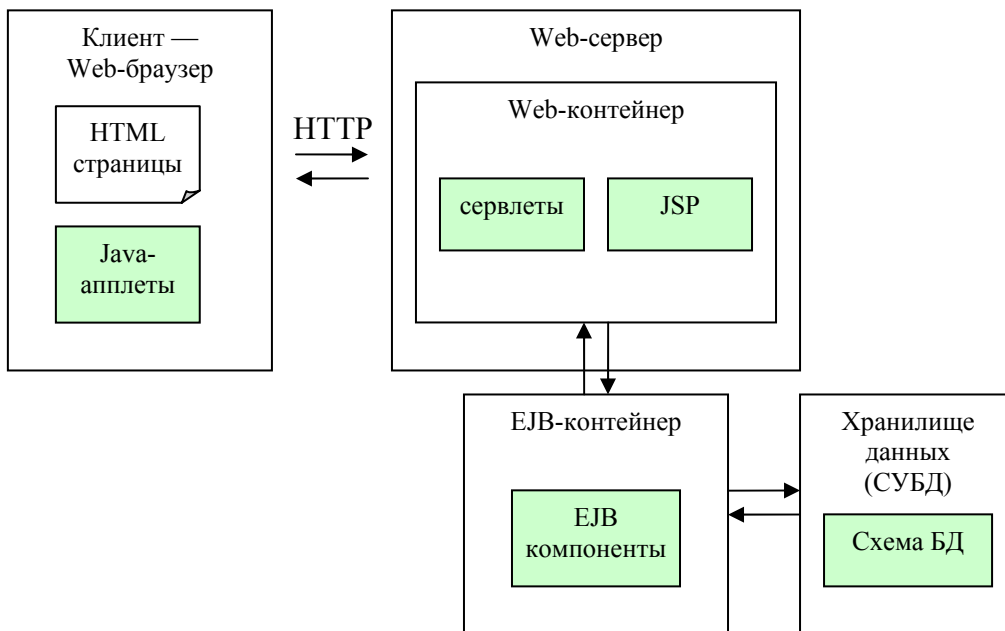 Клиент —
Web-браузер
HTML
страницы
Java-
апплеты
HTTP
Web-сервер
Web-контейнер
сервлеты
JSP
EJB-контейнер
EJB
компоненты
Хранилище
данных
(СУБД)
Схема БД